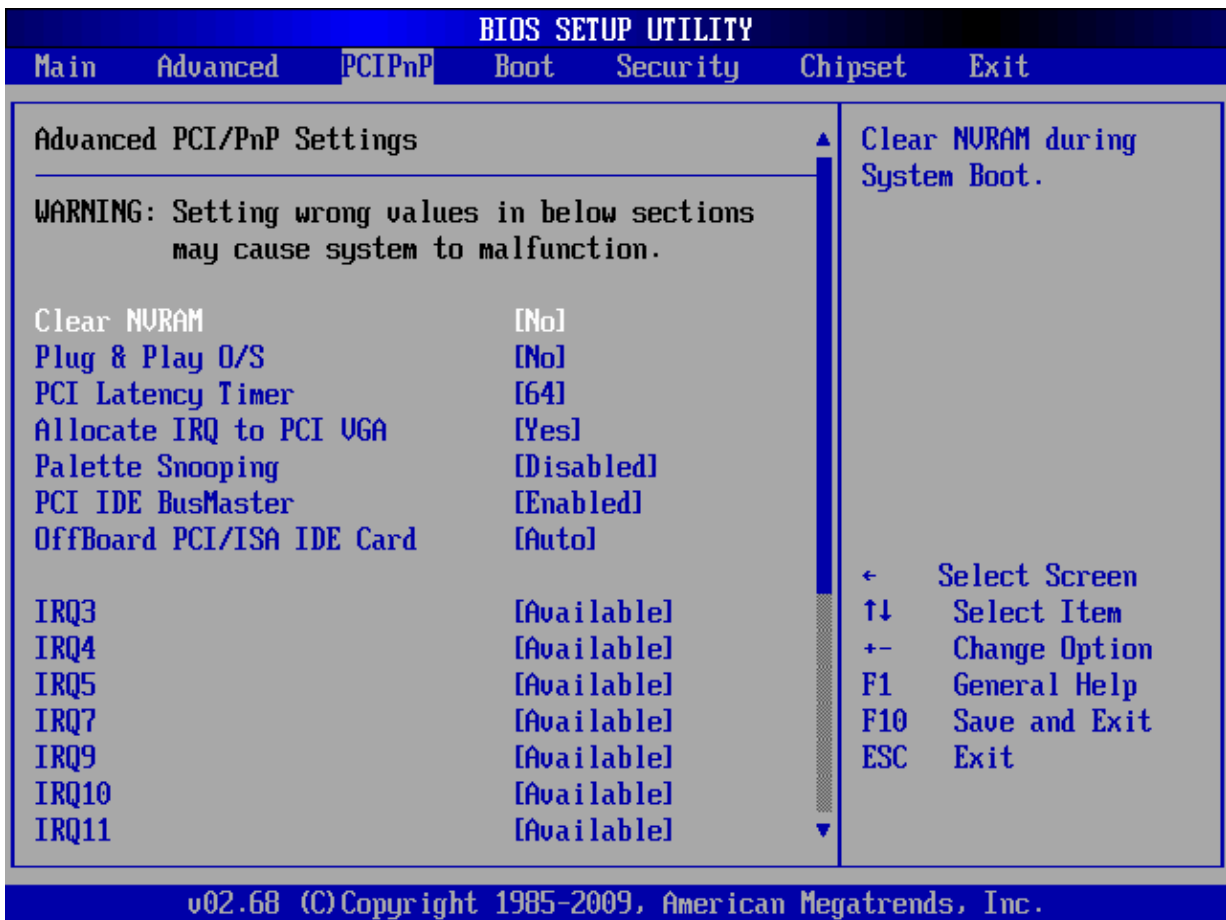 BIOS SETUP UTILITY
Main Advanced PCIPnP Boot Security Chipset Exit
Advanced PCI/PnP Settings
WARNING: Setting wrong values in below sections
may cause system to malfunction.
Clear NVRAM [No]
Plug & Play O/S [No]
PCI Latency Timer [64]
Allocate IRQ to PCI VGA [Yes]
Palette Snooping [Disabled]
PCI IDE BusMaster [Enabled]
OffBoard PCI/ISA IDE Card [Auto]
IRQ3 [Available]
IRQ4 [Available]
IRQ5 [Available]
IRQ7 [Available]
IRQ9 [Available]
IRQ10 [Available]
IRQ11 [Available]
Clear NVRAM during
System Boot.
← Select Screen
↑↓ Select Item
+- Change Option
F1 General Help
F10 Save and Exit
ESC Exit
v02.68 (C)Copyright 1985-2009, American Megatrends, Inc.